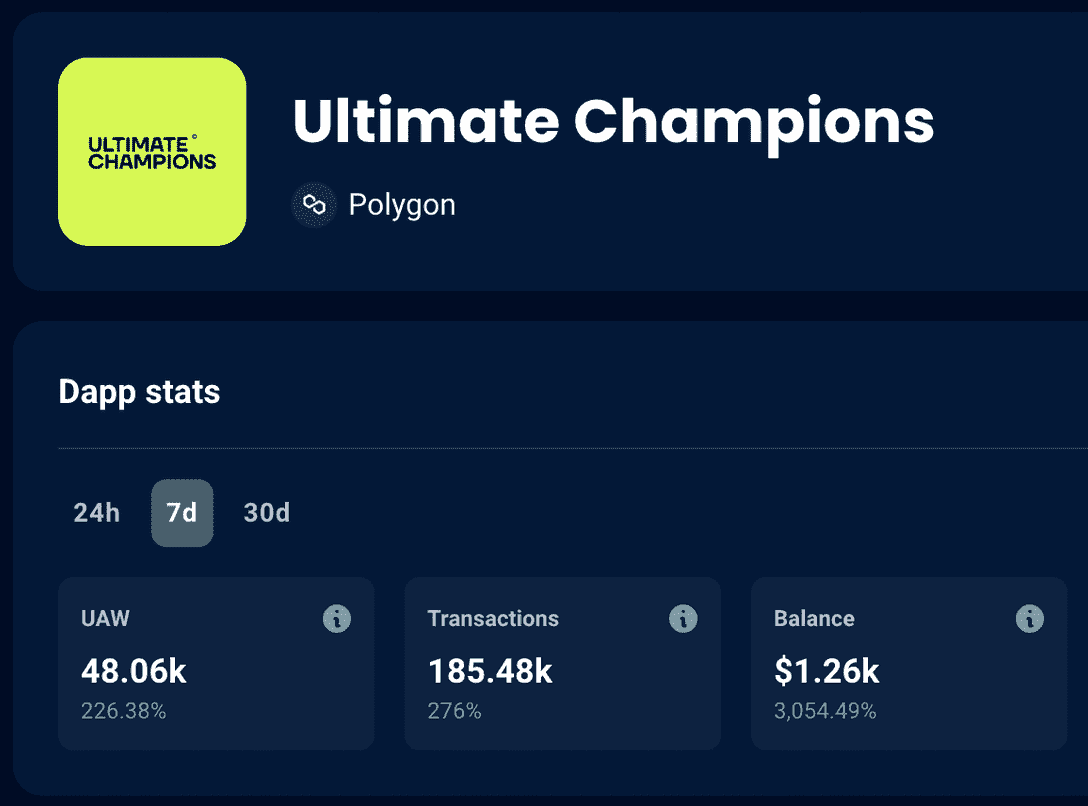 ULTIMATE°
CHAMPIONS
Ultimate Champions
Polygon
Dapp stats
24h 7d 30d
UAW Transactions Balance
48.06k 185.48k $1.26k
226.38% 276% 3,054.49%